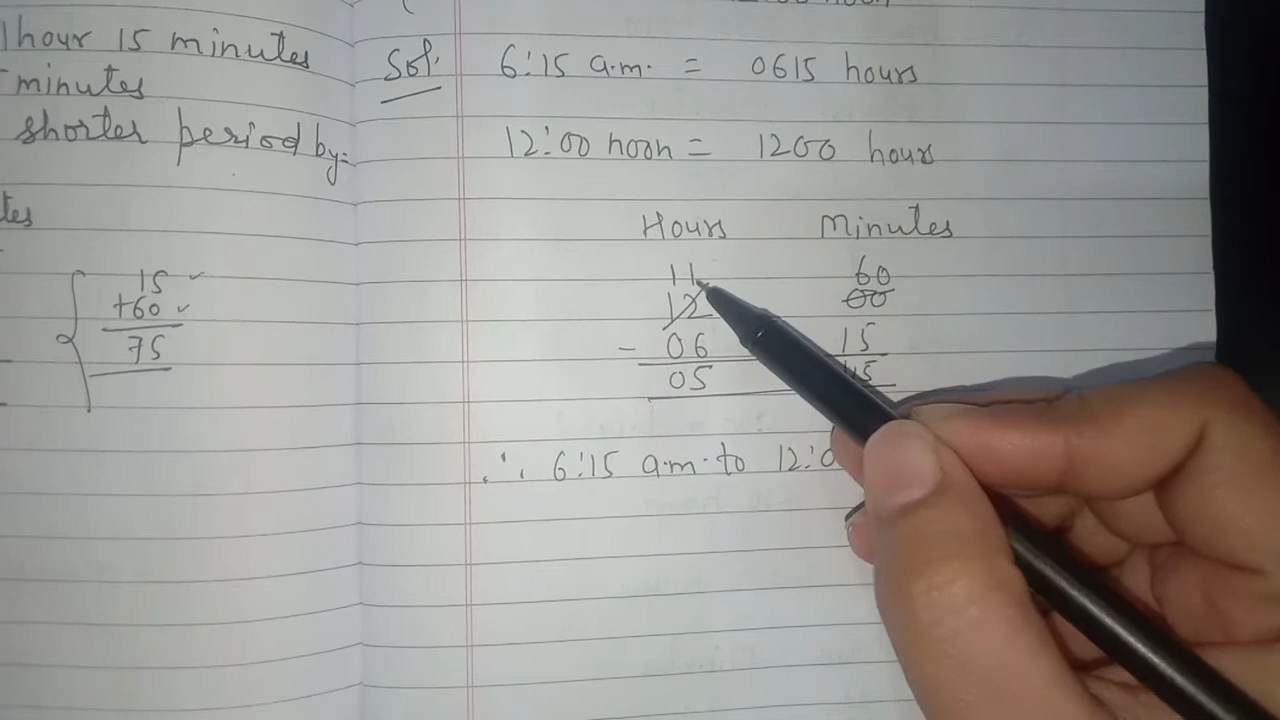 1 hour 15 minutes
minutes
shorter period by:-
tes
15 ✓
+60 ✓
75
Sol.
6:15 a.m. = 0615 hours
12:00 noon = 1200 hours
Hours Minutes
11 60
12 00
- 06 15
05 45
∴ 6:15 a.m. to 12:0